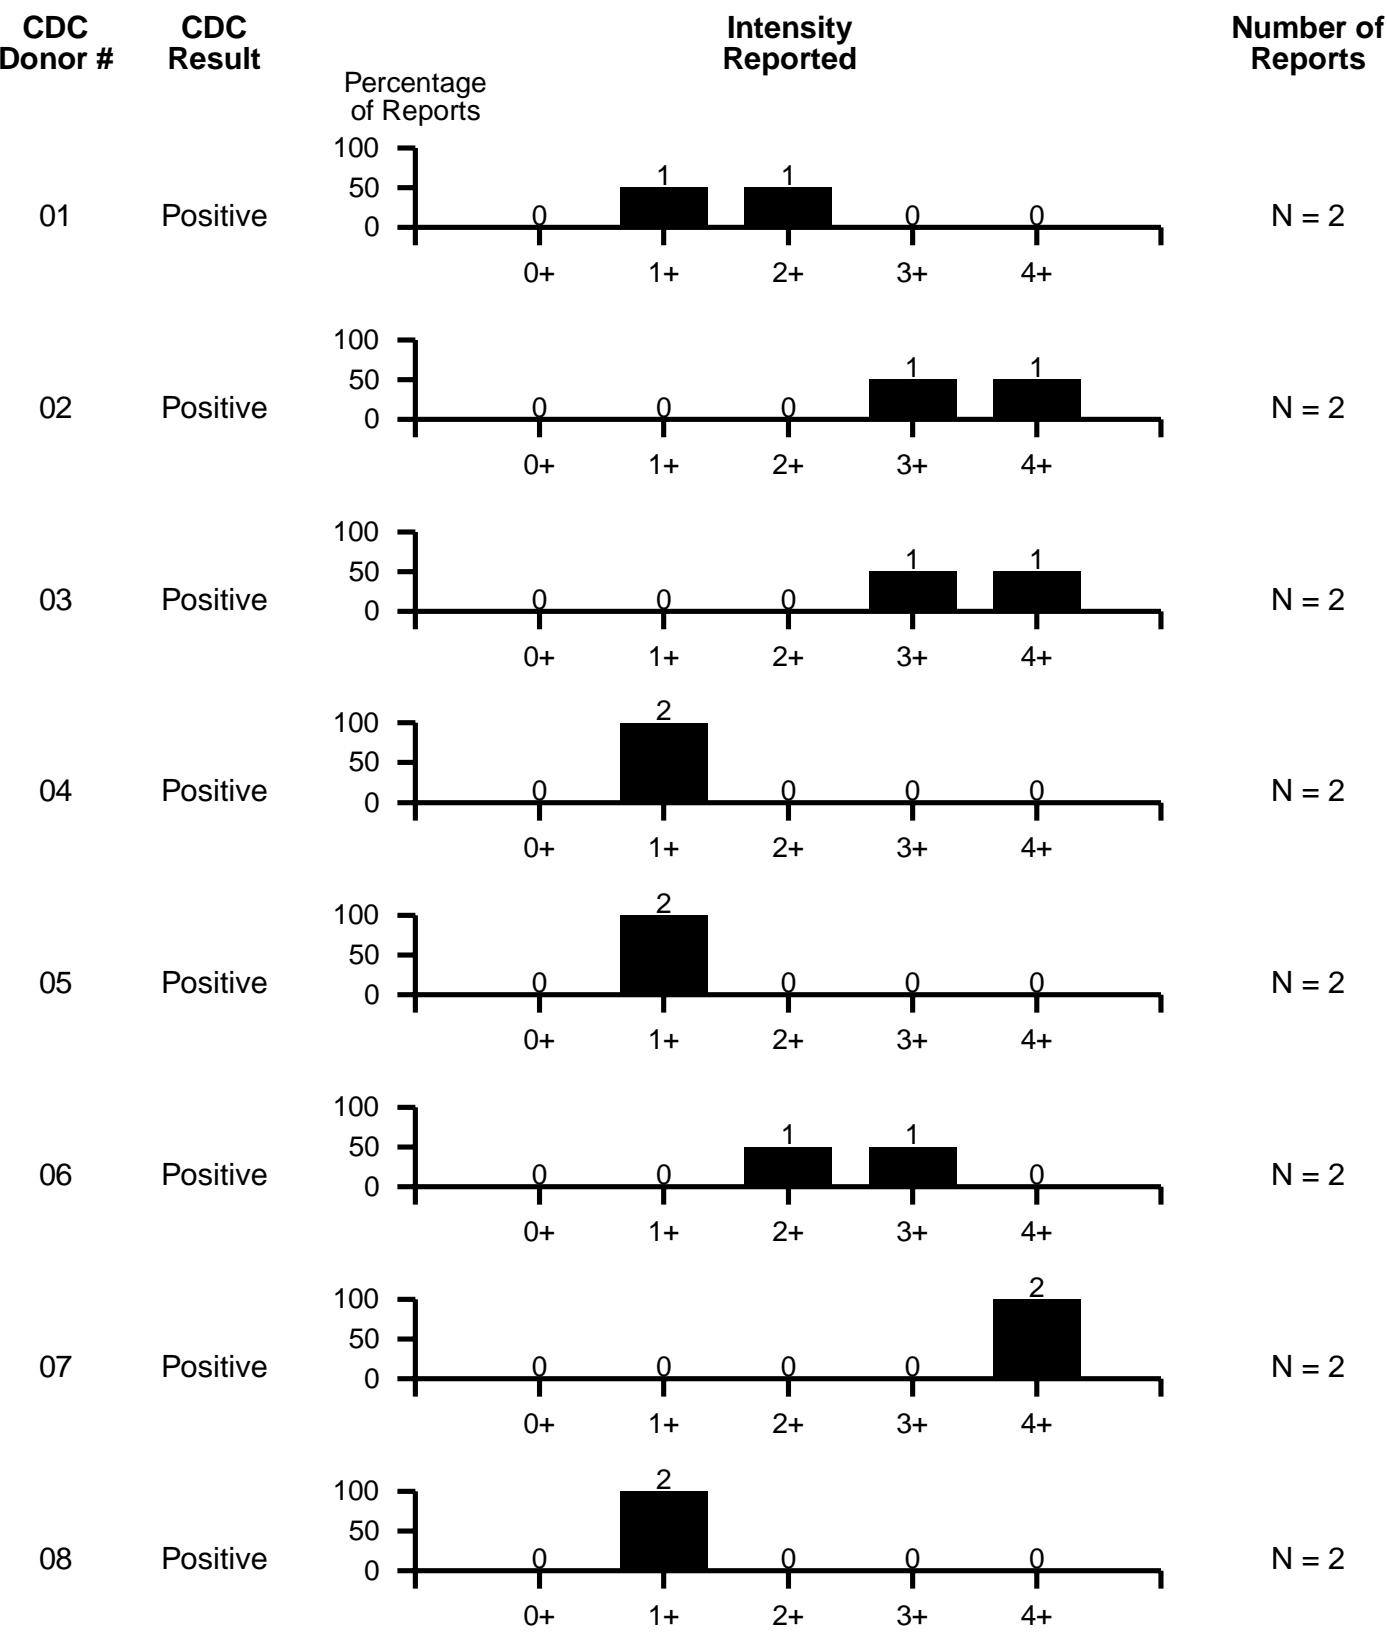 CDC CDC Intensity Number of
Donor # Result Reported Reports
Percentage
of Reports
100
50
0
01 Positive 0 1 1 0 0 N = 2
0+ 1+ 2+ 3+ 4+
100
50
0
02 Positive 0 0 0 1 1 N = 2
0+ 1+ 2+ 3+ 4+
100
50
0
03 Positive 0 0 0 1 1 N = 2
0+ 1+ 2+ 3+ 4+
100
50
0
04 Positive 0 2 0 0 0 N = 2
0+ 1+ 2+ 3+ 4+
100
50
0
05 Positive 0 2 0 0 0 N = 2
0+ 1+ 2+ 3+ 4+
100
50
0
06 Positive 0 0 1 1 0 N = 2
0+ 1+ 2+ 3+ 4+
100
50
0
07 Positive 0 0 0 0 2 N = 2
0+ 1+ 2+ 3+ 4+
100
50
0
08 Positive 0 2 0 0 0 N = 2
0+ 1+ 2+ 3+ 4+